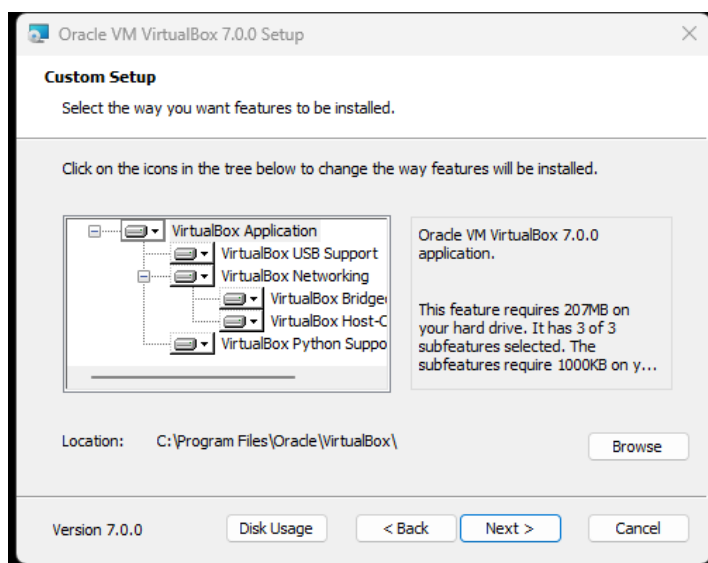 Oracle VM VirtualBox 7.0.0 Setup
Custom Setup
Select the way you want features to be installed.
Click on the icons in the tree below to change the way features will be installed.
VirtualBox Application
VirtualBox USB Support
VirtualBox Networking
VirtualBox Bridge
VirtualBox Host-C
VirtualBox Python Suppo
Oracle VM VirtualBox 7.0.0
application.
This feature requires 207MB on
your hard drive. It has 3 of 3
subfeatures selected. The
subfeatures require 1000KB on y...
Location: C:\Program Files\Oracle\VirtualBox\
Browse
Version 7.0.0
Disk Usage
< Back
Next >
Cancel